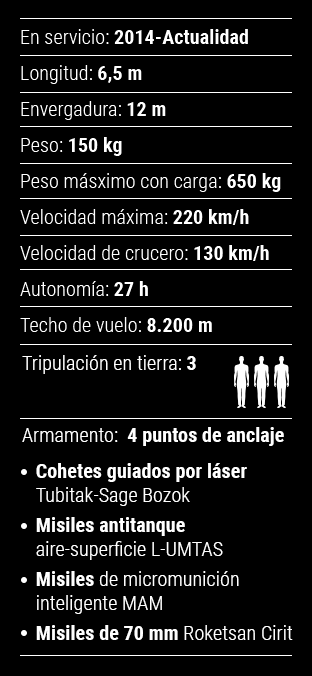 En servicio: 2014-Actualidad
Longitud: 6,5 m
Envergadura: 12 m
Peso: 150 kg
Peso másximo con carga: 650 kg
Velocidad máxima: 220 km/h
Velocidad de crucero: 130 km/h
Autonomía: 27 h
Techo de vuelo: 8.200 m
Tripulación en tierra: 3
Armamento: 4 puntos de anclaje
• Cohetes guiados por láser
Tubitak-Sage Bozok
• Misiles antitanque
aire-superficie L-UMTAS
• Misiles de micromunición
inteligente MAM
• Misiles de 70 mm Roketsan Cirit